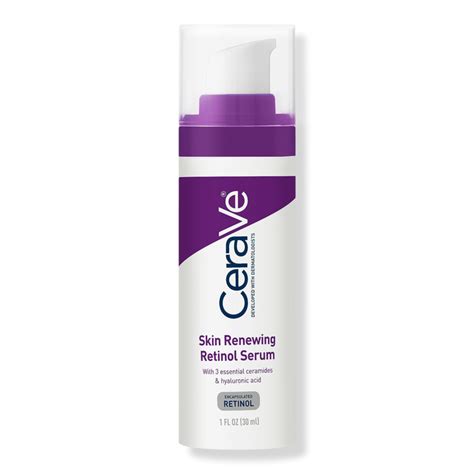 CeraVe®
DEVELOPED WITH DERMATOLOGISTS
Skin Renewing
Retinol Serum
With 3 essential ceramides
& hyaluronic acid
ENCAPSULATED
RETINOL
1 FL OZ (30 ml)